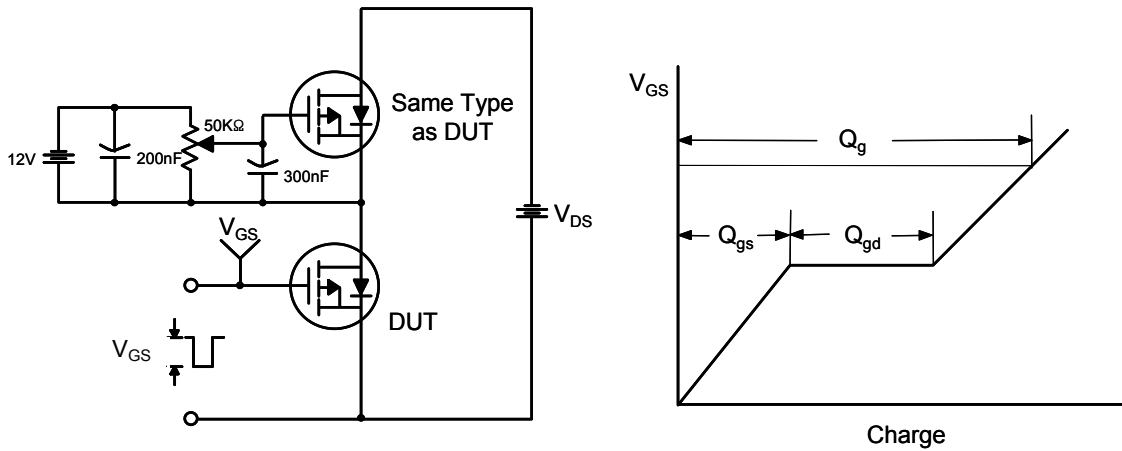 Same Type
as DUT
50KΩ
12V
200nF
300nF
V_GS
V_DS
DUT
V_GS
V_GS
Q_g
Q_gs
Q_gd
Charge